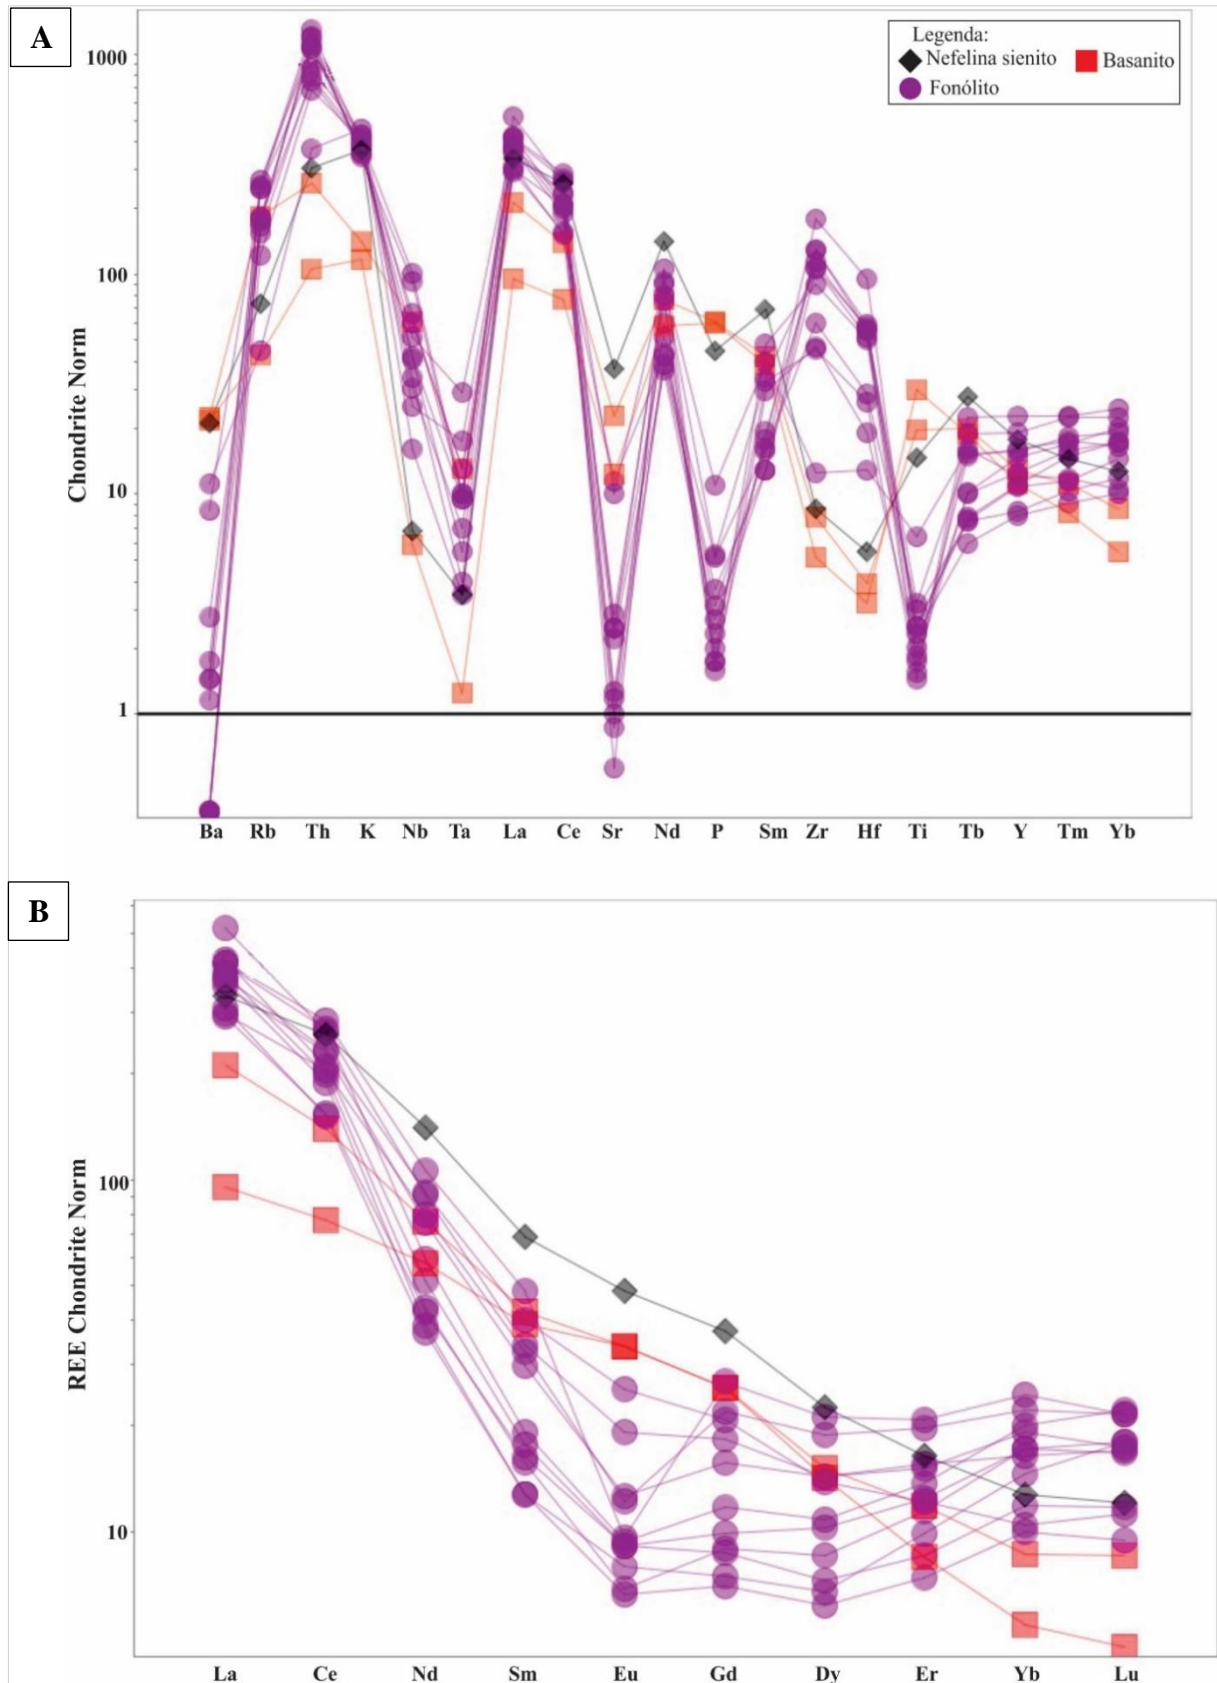 A
Legenda:
Nefelina sienito Basanito
Fonólito
1000
100
10
1
Chondrite Norm
Ba Rb Th K Nb Ta La Ce Sr Nd P Sm Zr Hf Ti Tb Y Tm Yb
B
100
10
REE Chondrite Norm
La Ce Nd Sm Eu Gd Dy Er Yb Lu